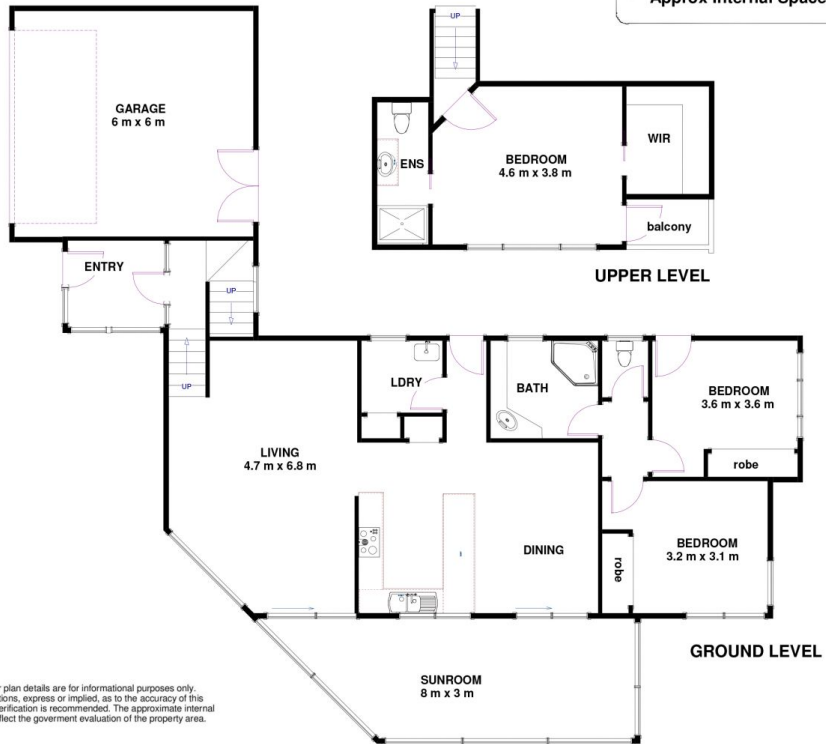 Approx Internal Space
GARAGE
6 m x 6 m
UP
ENS
BEDROOM
4.6 m x 3.8 m
WIR
balcony
UPPER LEVEL
ENTRY
UP
UP
LDRY
BATH
BEDROOM
3.6 m x 3.6 m
robe
LIVING
4.7 m x 6.8 m
DINING
BEDROOM
3.2 m x 3.1 m
robe
GROUND LEVEL
SUNROOM
8 m x 3 m
plan details are for informational purposes only.
tions, express or implied, as to the accuracy of this
erification is recommended. The approximate internal
flect the goverment evaluation of the property area.